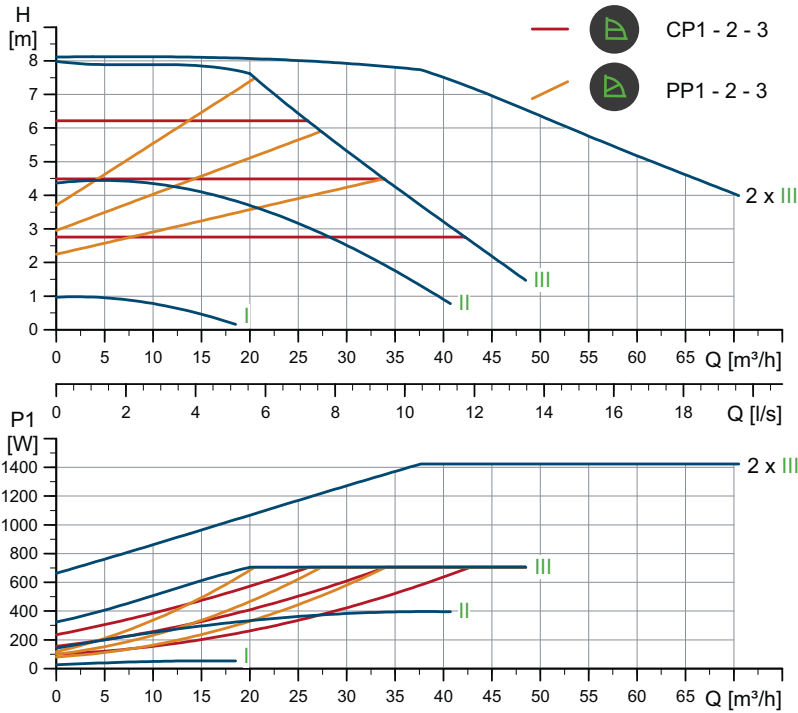 H
[m]
CP1 - 2 - 3
PP1 - 2 - 3
8
7
6
5
4
3
2
1
0
2 x III
III
II
I
0 5 10 15 20 25 30 35 40 45 50 55 60 65 Q [m³/h]
0 2 4 6 8 10 12 14 16 18 Q [l/s]
P1
[W]
1400
1200
1000
800
600
400
200
0
2 x III
III
II
I
0 5 10 15 20 25 30 35 40 45 50 55 60 65 Q [m³/h]